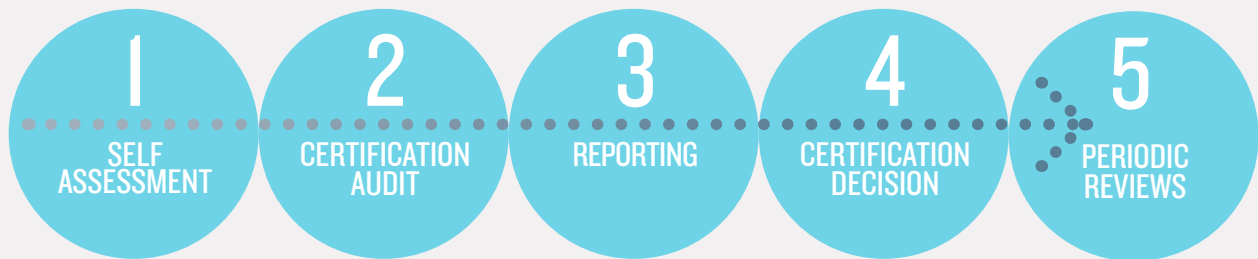 1
SELF
ASSESSMENT
2
CERTIFICATION
AUDIT
3
REPORTING
4
CERTIFICATION
DECISION
5
PERIODIC
REVIEWS